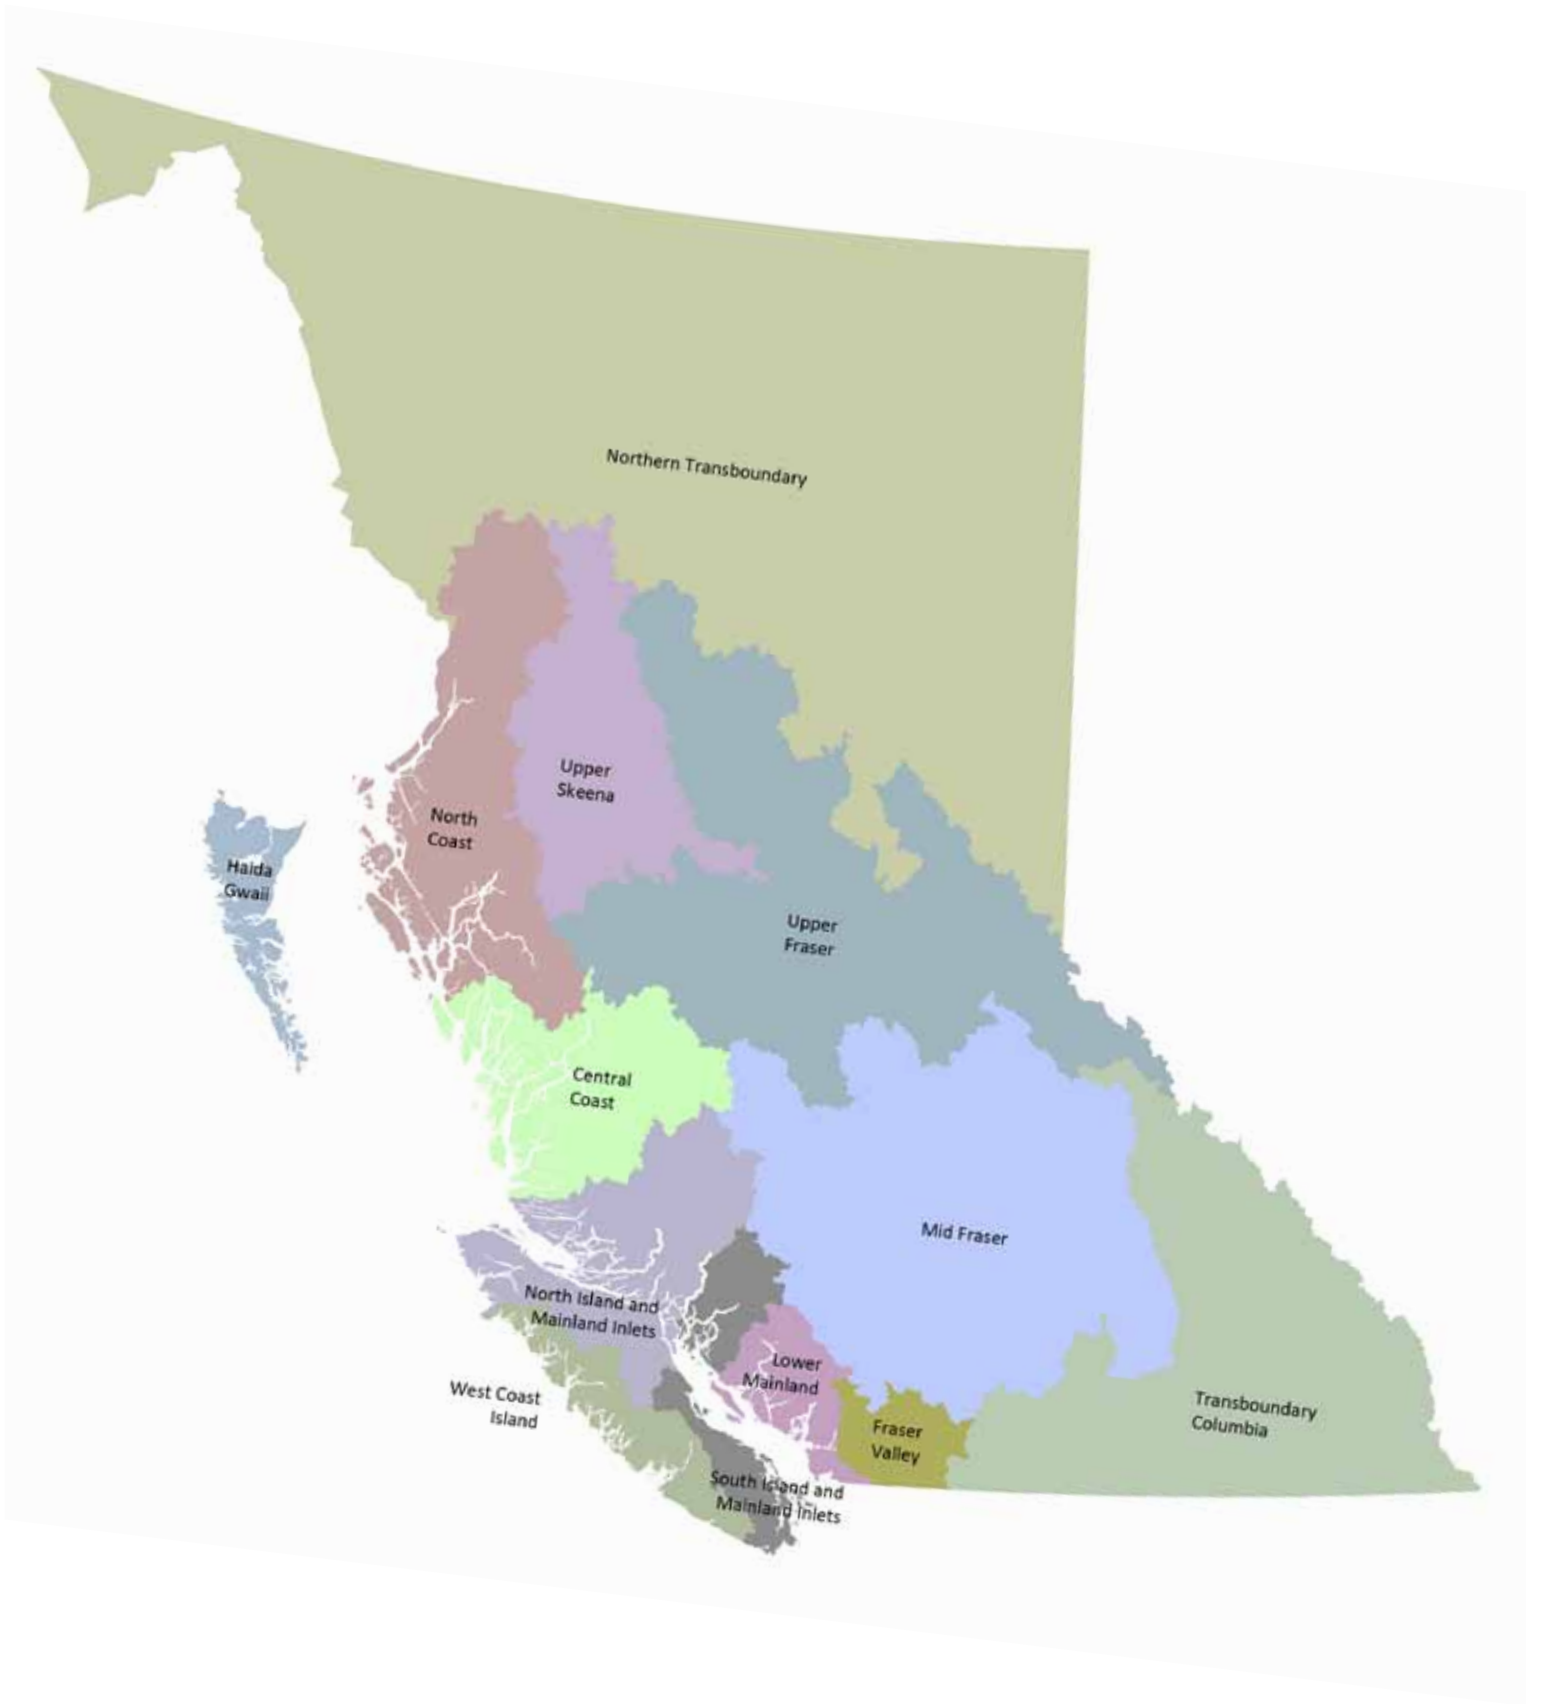 Northern Transboundary
Upper
Skeena
North
Coast
Haida
Gwaii
Upper
Fraser
Central
Coast
Mid Fraser
North Island and
Mainland Inlets
Lower
Mainland
West Coast
Island
Transboundary
Columbia
Fraser
Valley
South Island and
Mainland Inlets